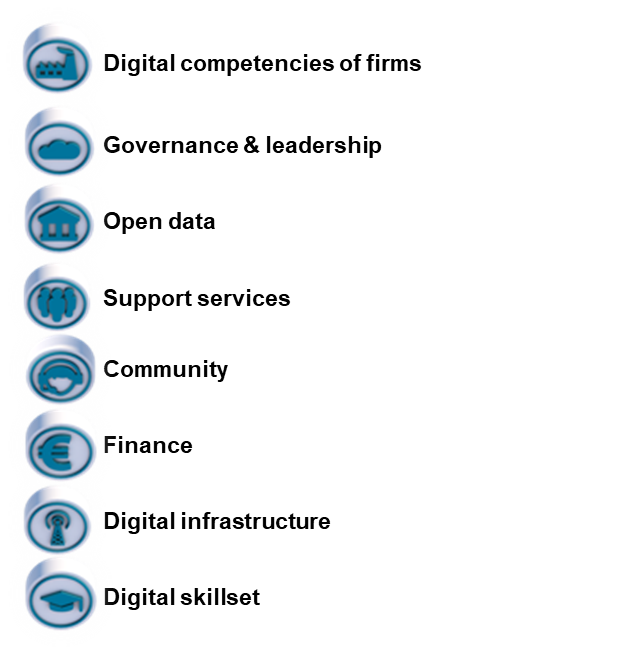 Digital competencies of firms
Governance & leadership
Open data
Support services
Community
Finance
Digital infrastructure
Digital skillset